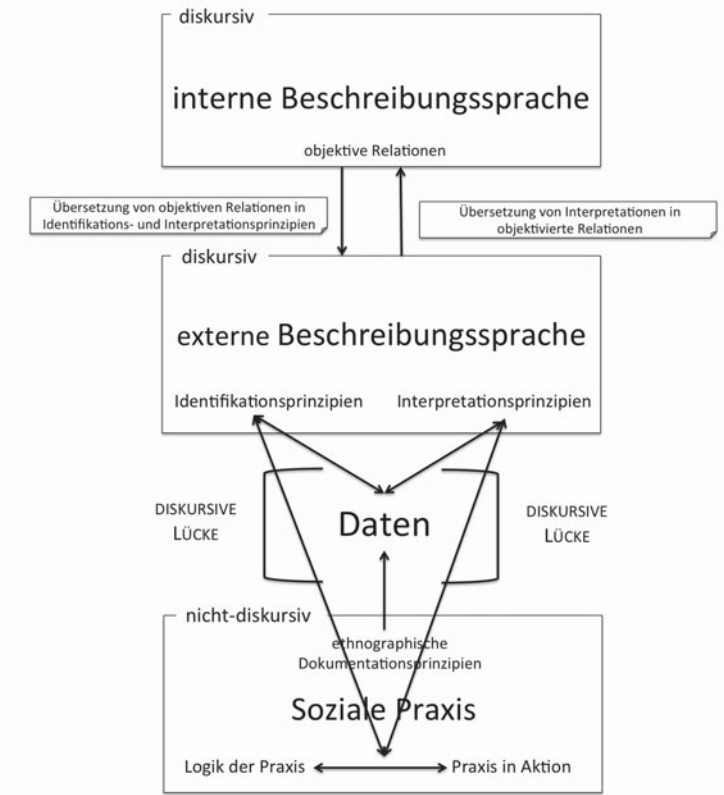 diskursiv
interne Beschreibungssprache
objektive Relationen
Übersetzung von objektiven Relationen in
Identifikations- und Interpretationsprinzipien
Übersetzung von Interpretationen in
objektivierte Relationen
diskursiv
externe Beschreibungssprache
Identifikationsprinzipien
Interpretationsprinzipien
DISKURSIVE
LÜCKE
Daten
DISKURSIVE
LÜCKE
nicht-diskursiv
ethnographische
Dokumentationsprinzipien
Soziale Praxis
Logik der Praxis
Praxis in Aktion